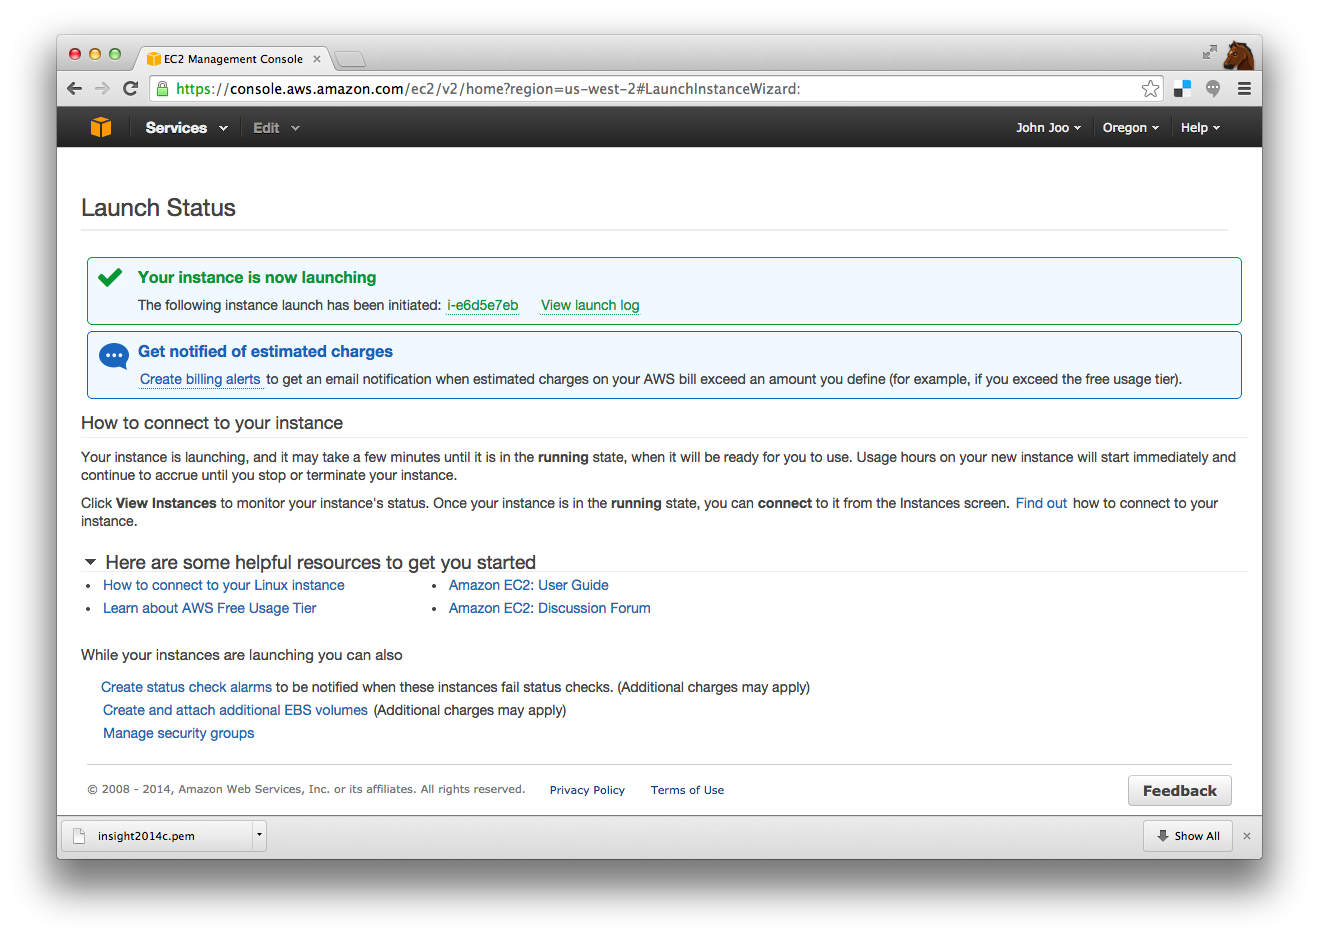 EC2 Management Console
https://console.aws.amazon.com/ec2/v2/home?region=us-west-2#LaunchInstanceWizard:
Services Edit John Joo Oregon Help
Launch Status
Your instance is now launching
The following instance launch has been initiated: i-e6d5e7eb View launch log
Get notified of estimated charges
Create billing alerts to get an email notification when estimated charges on your AWS bill exceed an amount you define (for example, if you exceed the free usage tier).
How to connect to your instance
Your instance is launching, and it may take a few minutes until it is in the running state, when it will be ready for you to use. Usage hours on your new instance will start immediately and
continue to accrue until you stop or terminate your instance.
Click View Instances to monitor your instance's status. Once your instance is in the running state, you can connect to it from the Instances screen. Find out how to connect to your
instance.
Here are some helpful resources to get you started
• How to connect to your Linux instance • Amazon EC2: User Guide
• Learn about AWS Free Usage Tier • Amazon EC2: Discussion Forum
While your instances are launching you can also
Create status check alarms to be notified when these instances fail status checks. (Additional charges may apply)
Create and attach additional EBS volumes (Additional charges may apply)
Manage security groups
© 2008 - 2014, Amazon Web Services, Inc. or its affiliates. All rights reserved. Privacy Policy Terms of Use Feedback
insight2014c.pem Show All